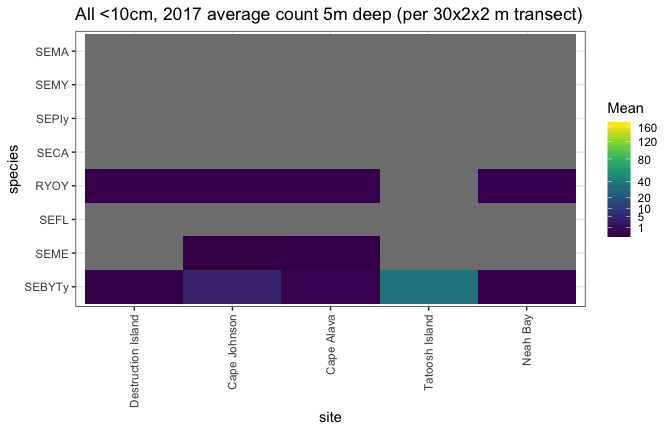 All <10cm, 2017 average count 5m deep (per 30x2x2 m transect)
SEMA
SEMY
SEPly
SECA
RYOY
SEFL
SEME
SEBYTy
species
Destruction Island
Cape Johnson
Cape Alava
Tatoosh Island
Neah Bay
site
Mean
160
120
80
40
20
10
5
1